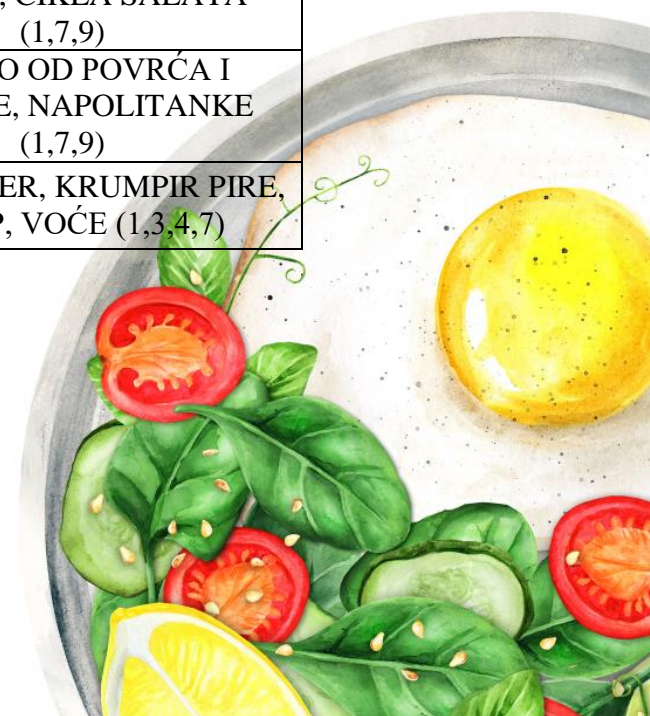 , CIKLA SALATA
(1,7,9)
O OD POVRĆA I
E, NAPOLITANKE
(1,7,9)
ER, KRUMPIR PIRE,
P, VOĆE (1,3,4,7)